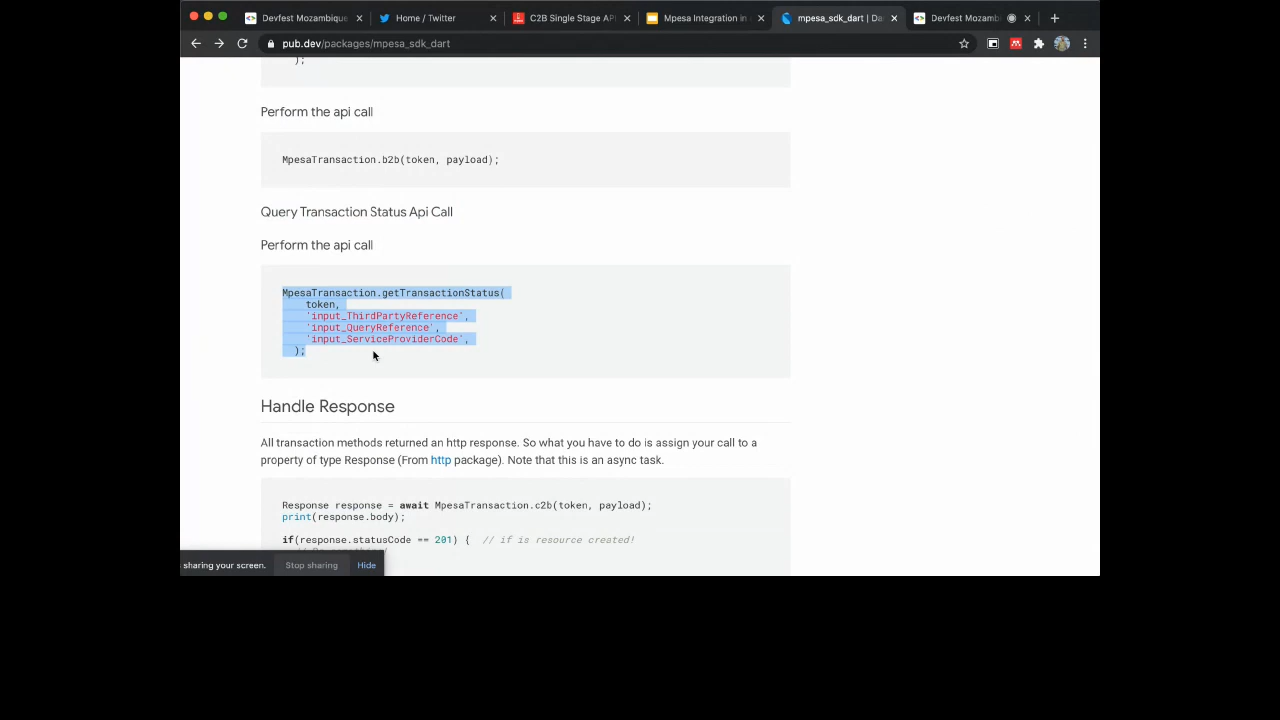 Devfest Mozambique
Home / Twitter
C2B Single Stage API
Mpesa Integration in
mpesa_sdk_dart | Da
Devfest Mozamb
pub.dev/packages/mpesa_sdk_dart
);
Perform the api call
MpesaTransaction.b2b(token, payload);
Query Transaction Status Api Call
Perform the api call
MpesaTransaction.getTransactionStatus(
token,
'input_ThirdPartyReference',
'input_QueryReference',
'input_ServiceProviderCode',
);
Handle Response
All transaction methods returned an http response. So what you have to do is assign your call to a
property of type Response (From http package). Note that this is an async task.
Response response = await MpesaTransaction.c2b(token, payload);
print(response.body);
if(response.statusCode == 201) { // if is resource created!
sharing your screen.
Stop sharing
Hide